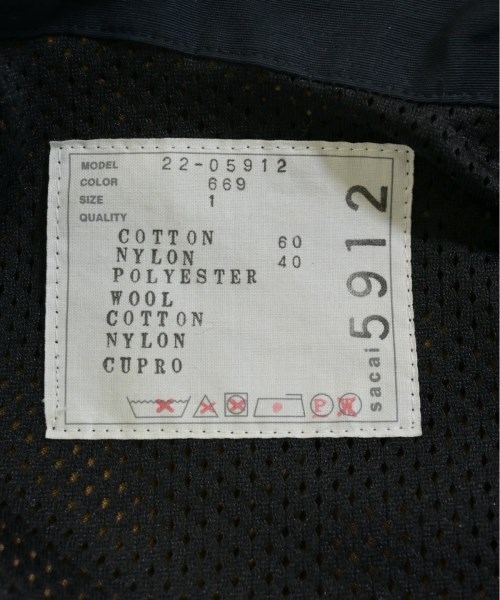 MODEL 22-05912
COLOR 669
SIZE 1
QUALITY
COTTON 60
NYLON 40
POLYESTER
WOOL
COTTON
NYLON
CUPRO
P W
sacai 5912